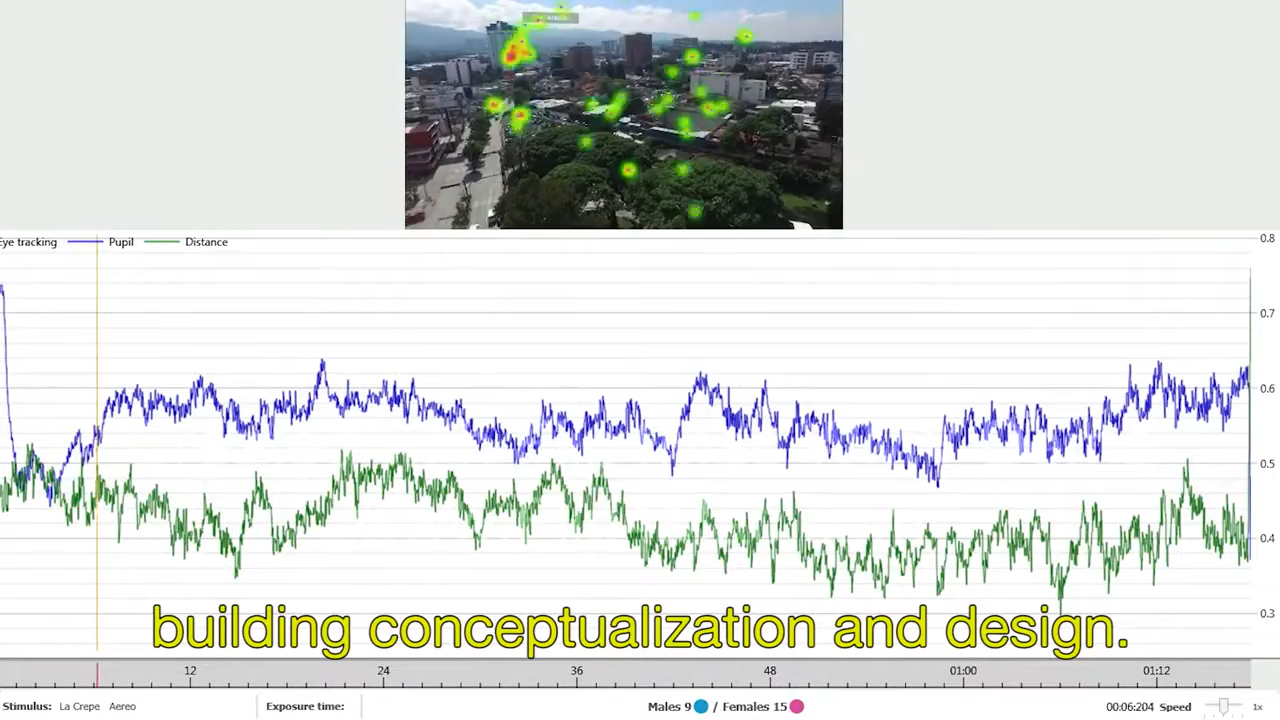 Eye tracking Pupil Distance
0.8
0.7
0.6
0.5
0.4
0.3
building conceptualization and design.
12 24 36 48 01:00 01:12
Stimulus: La Crepe Aereo Exposure time: Males 9 / Females 15 00:06:204 Speed 1x